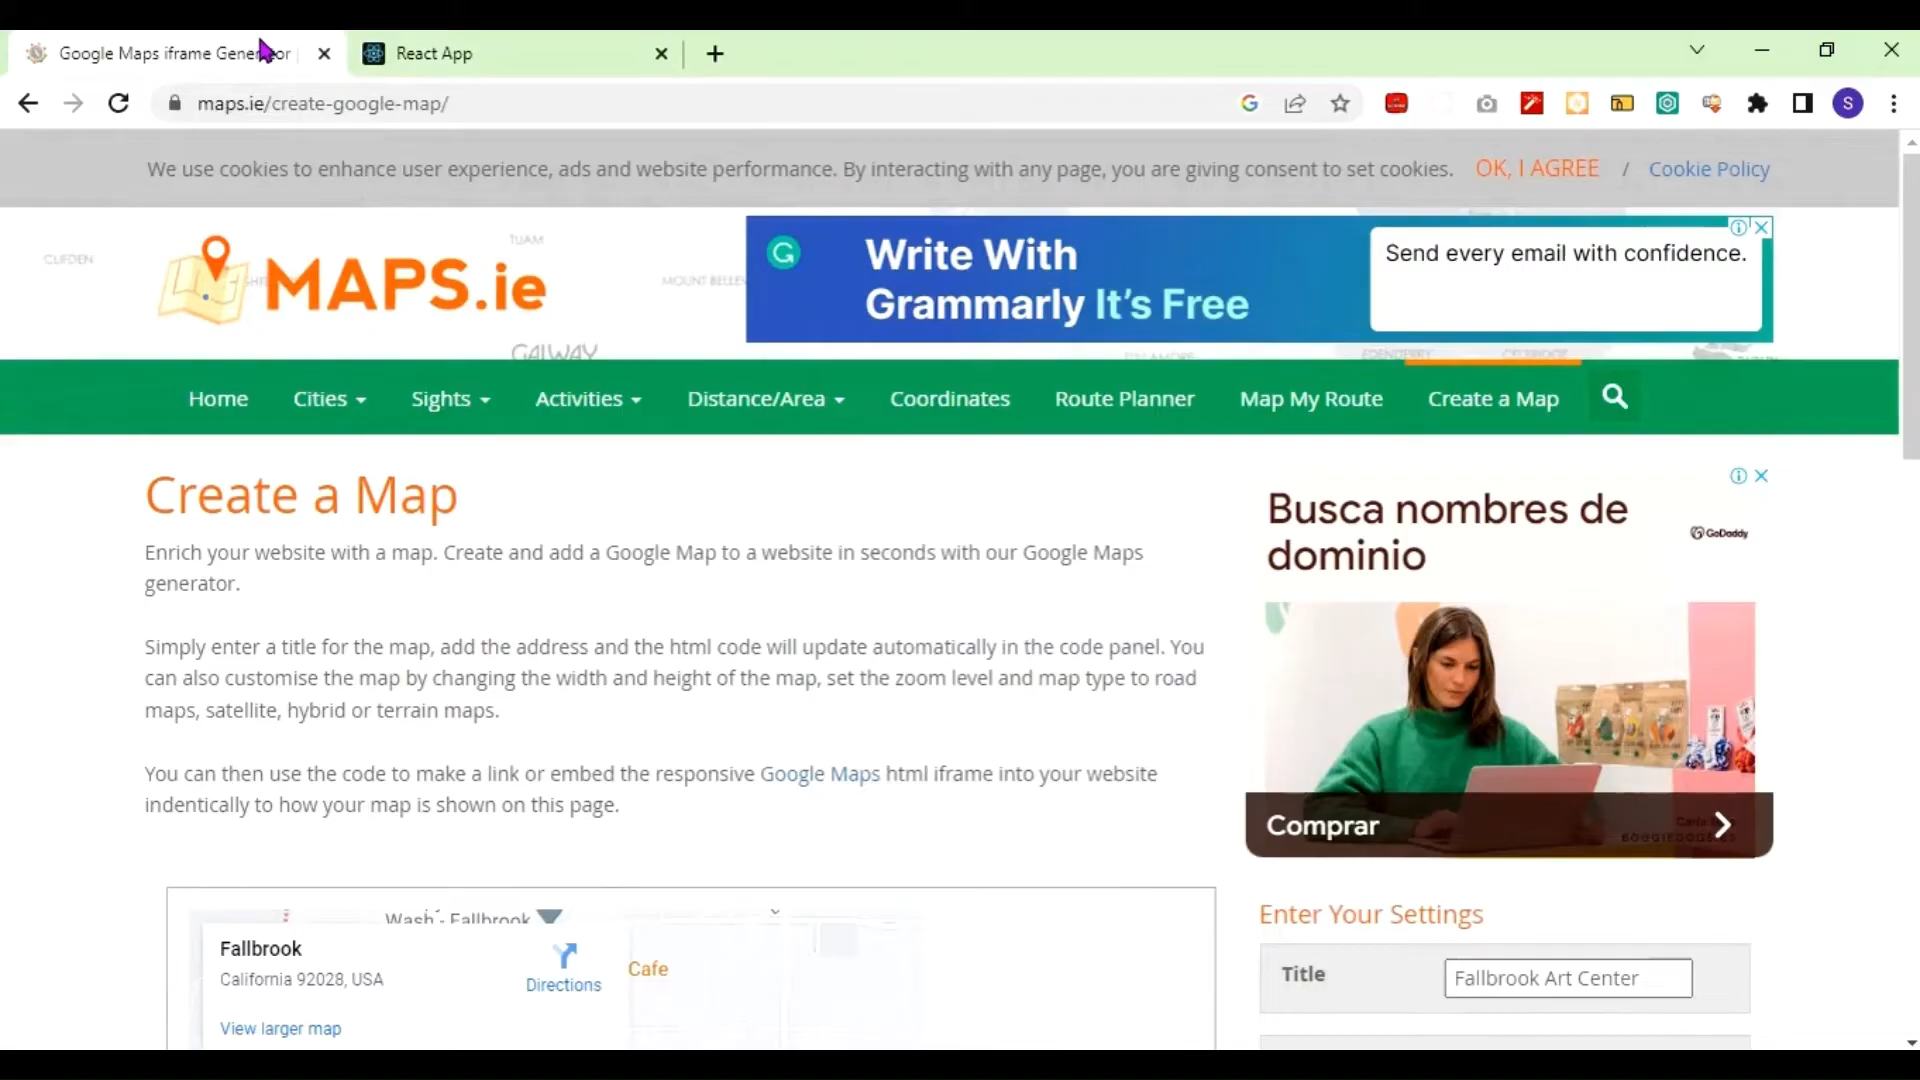 Google Maps iframe Generator
React App
maps.ie/create-google-map/
S
We use cookies to enhance user experience, ads and website performance. By interacting with any page, you are giving consent to set cookies. OK, I AGREE / Cookie Policy
CLIFDEN
TUAM
MOUNT BELLEV
GALWAY
MAPS.ie
Write With
Grammarly It's Free
Send every email with confidence.
Home Cities Sights Activities Distance/Area Coordinates Route Planner Map My Route Create a Map
Create a Map
Enrich your website with a map. Create and add a Google Map to a website in seconds with our Google Maps
generator.
Simply enter a title for the map, add the address and the html code will update automatically in the code panel. You
can also customise the map by changing the width and height of the map, set the zoom level and map type to road
maps, satellite, hybrid or terrain maps.
You can then use the code to make a link or embed the responsive Google Maps html iframe into your website
indentically to how your map is shown on this page.
Busca nombres de
dominio
GoDaddy
Comprar
Wash - Fallbrook
Fallbrook
California 92028, USA
Directions
View larger map
Cafe
Enter Your Settings
Title
Fallbrook Art Center